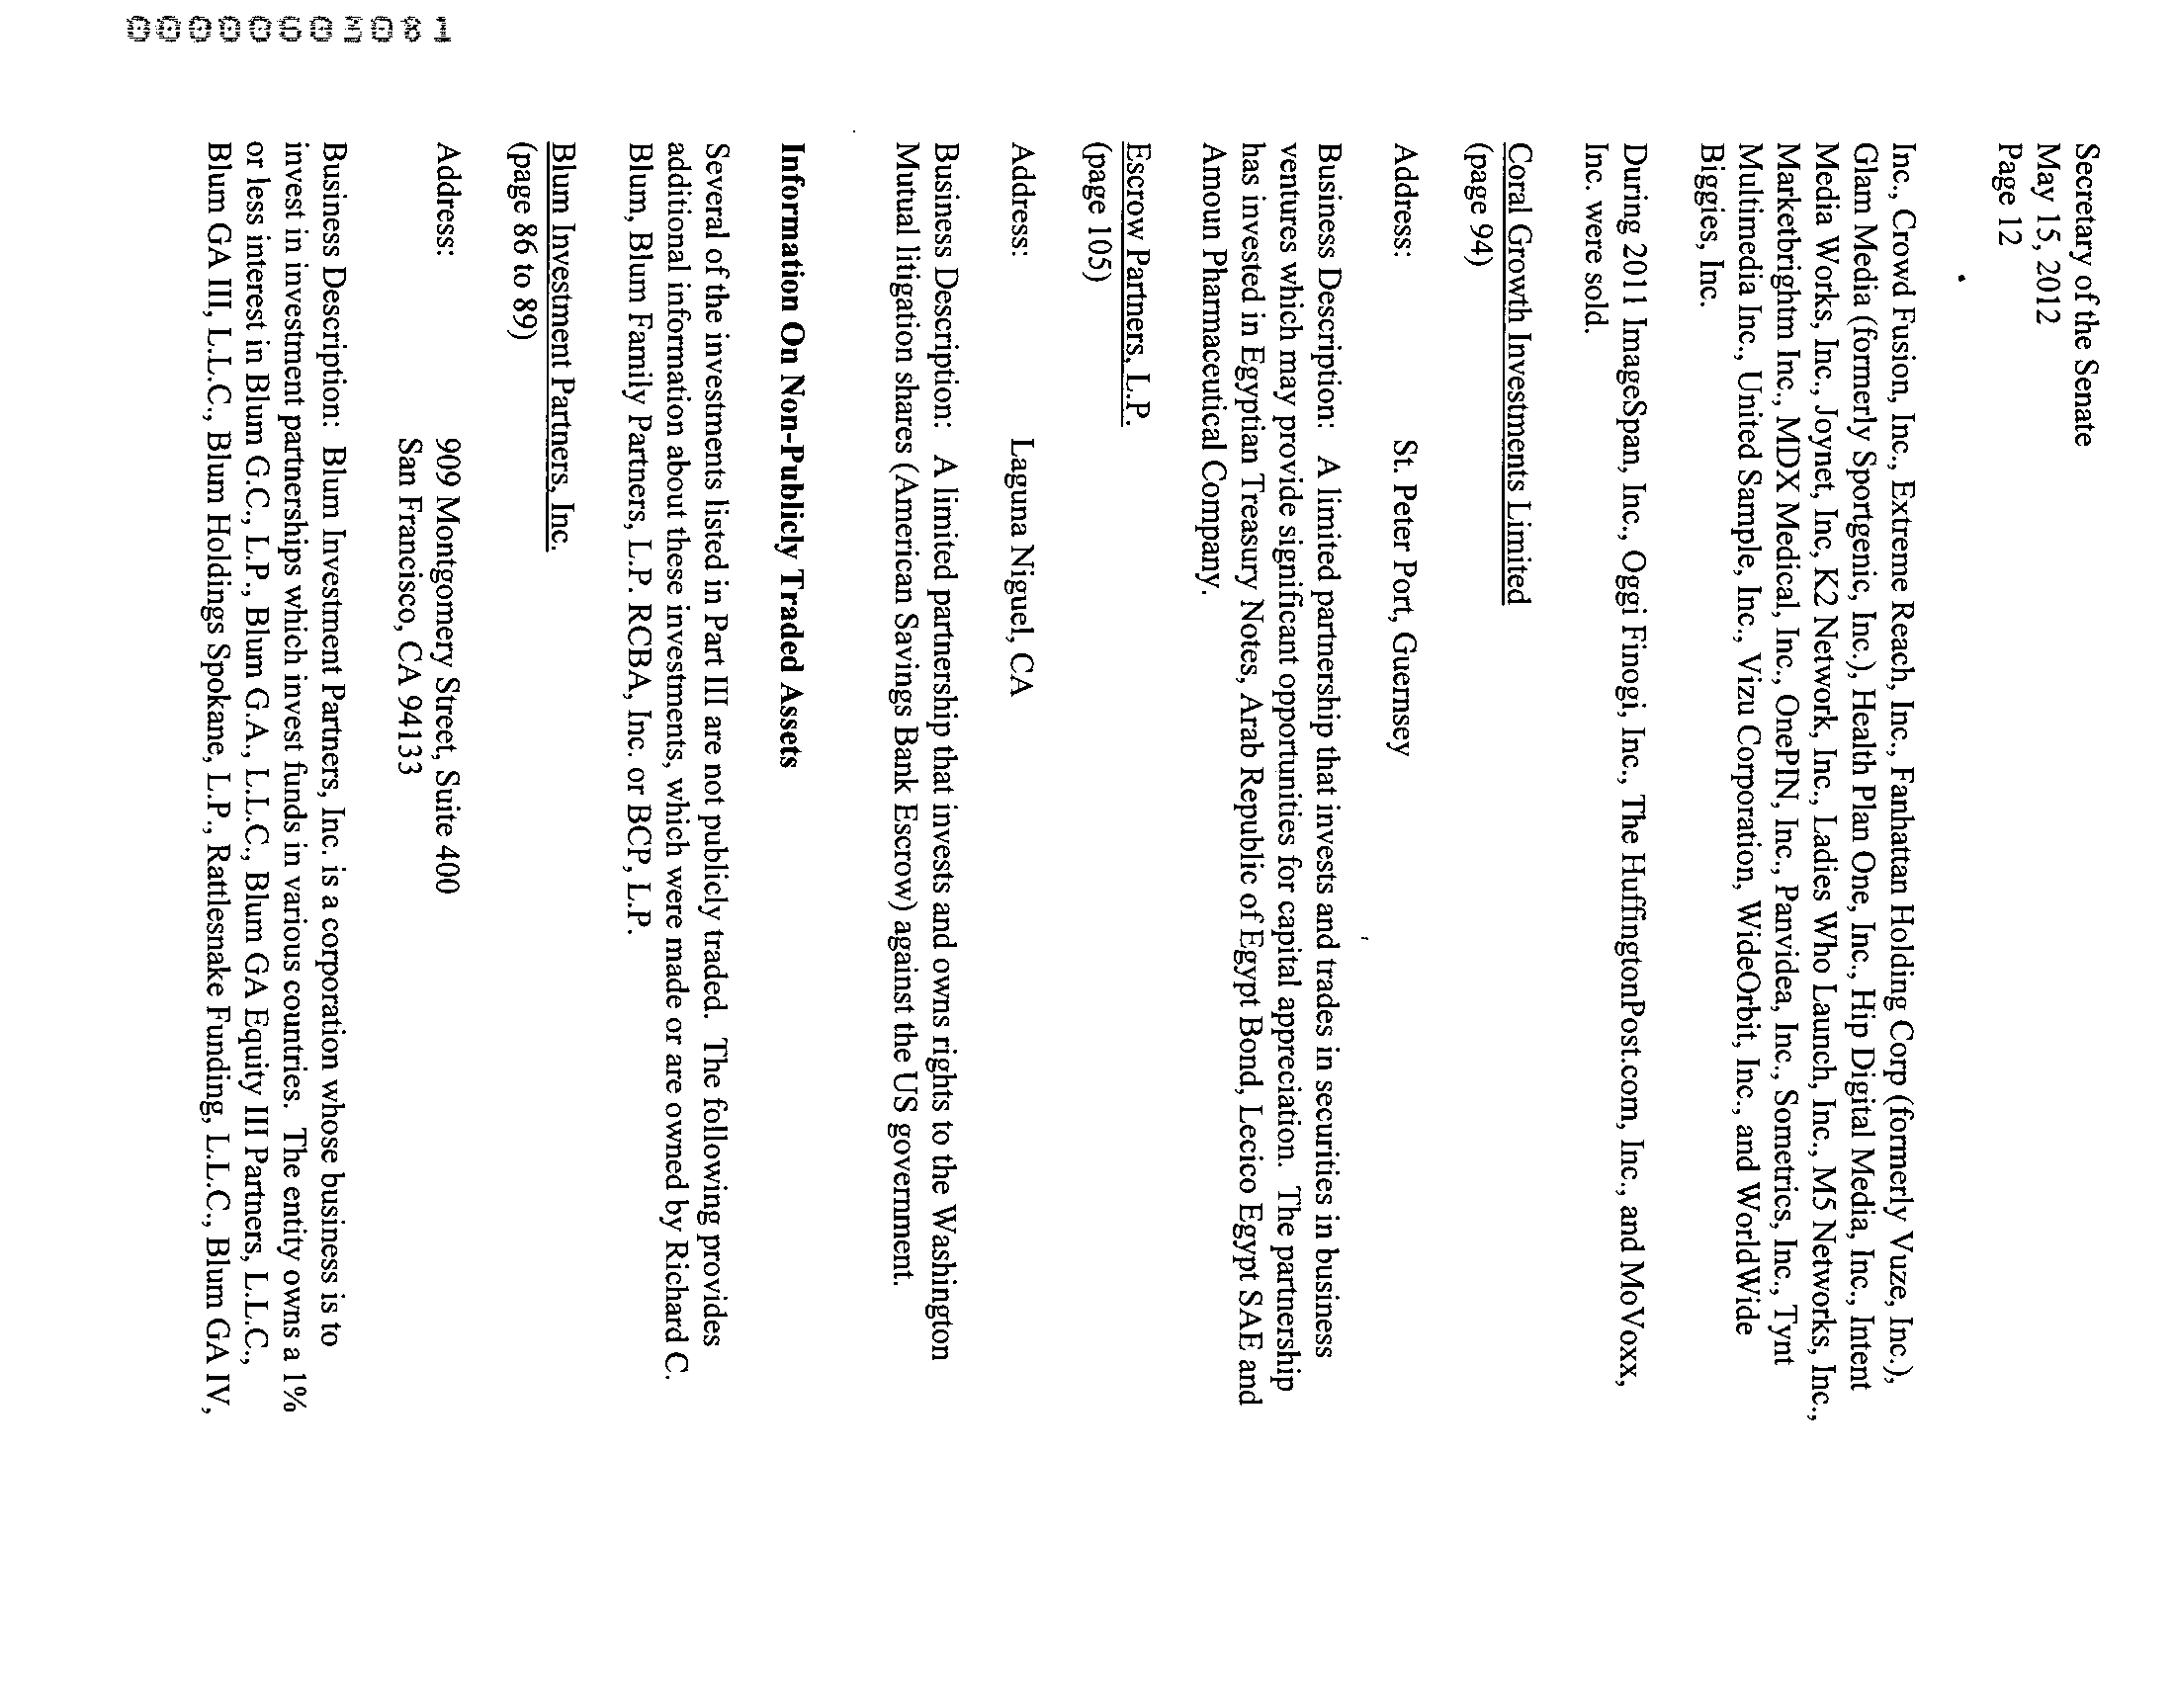 Secretary of the Senate
May 15, 2012
Page 12
Inc., Crowd Fusion, Inc., Extreme Reach, Inc., Fanhattan Holding Corp (formerly Vuze, Inc.),
Glam Media (formerly Sportgenic, Inc.), Health Plan One, Inc., Hip Digital Media, Inc., Intent
Media Works, Inc., Joynet, Inc, K2 Network, Inc., Ladies Who Launch, Inc., M5 Networks, Inc.,
Marketbrightm Inc., MDX Medical, Inc., OnePIN, Inc., Panvidea, Inc., Sometrics, Inc., Tynt
Multimedia Inc., United Sample, Inc., Vizu Corporation, WideOrbit, Inc., and WorldWide
Biggies, Inc.
During 2011 ImageSpan, Inc., Oggi Finogi, Inc., The HuffingtonPost.com, Inc., and MoVoxx,
Inc. were sold.
Coral Growth Investments Limited
(page 94)
Address: St. Peter Port, Guernsey
Business Description: A limited partnership that invests and trades in securities in business
ventures which may provide significant opportunities for capital appreciation. The partnership
has invested in Egyptian Treasury Notes, Arab Republic of Egypt Bond, Lecico Egypt SAE and
Amoun Pharmaceutical Company.
Escrow Partners, L.P.
(page 105)
Address: Laguna Niguel, CA
Business Description: A limited partnership that invests and owns rights to the Washington
Mutual litigation shares (American Savings Bank Escrow) against the US government.
Information On Non-Publicly Traded Assets
Several of the investments listed in Part III are not publicly traded. The following provides
additional information about these investments, which were made or are owned by Richard C.
Blum, Blum Family Partners, L.P. RCBA, Inc. or BCP, L.P.
Blum Investment Partners, Inc.
(page 86 to 89)
Address: 909 Montgomery Street, Suite 400
San Francisco, CA 94133
Business Description: Blum Investment Partners, Inc. is a corporation whose business is to
invest in investment partnerships which invest funds in various countries. The entity owns a 1%
or less interest in Blum G.C., L.P., Blum G.A., L.L.C., Blum GA Equity III Partners, L.L.C.,
Blum GA III, L.L.C., Blum Holdings Spokane, L.P., Rattlesnake Funding, L.L.C., Blum GA IV,